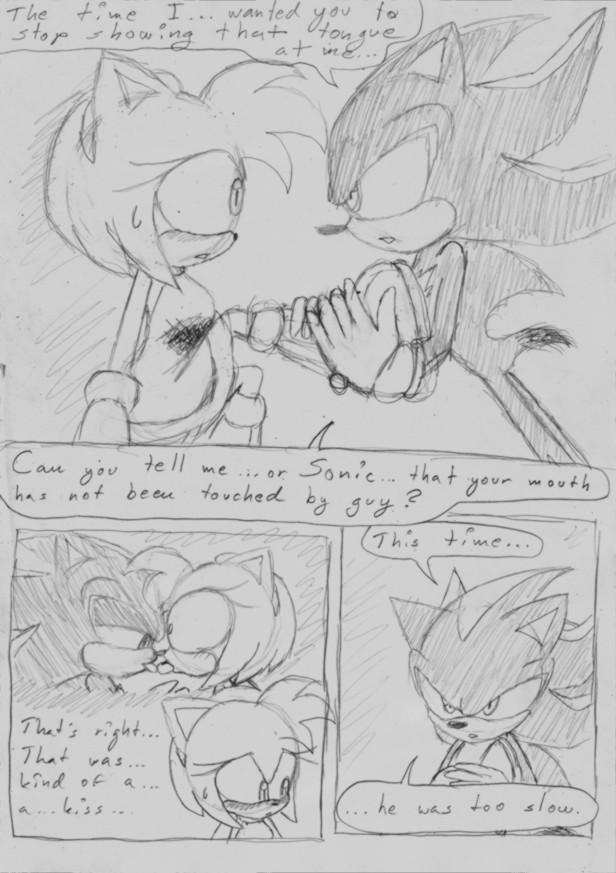 The time I... wanted you to
stop showing that tongue
at me...
Can you tell me... or Sonic... that your mouth
has not been touched by guy?
That's right...
That was...
kind of a...
a... kiss...
This time...
...he was too slow.